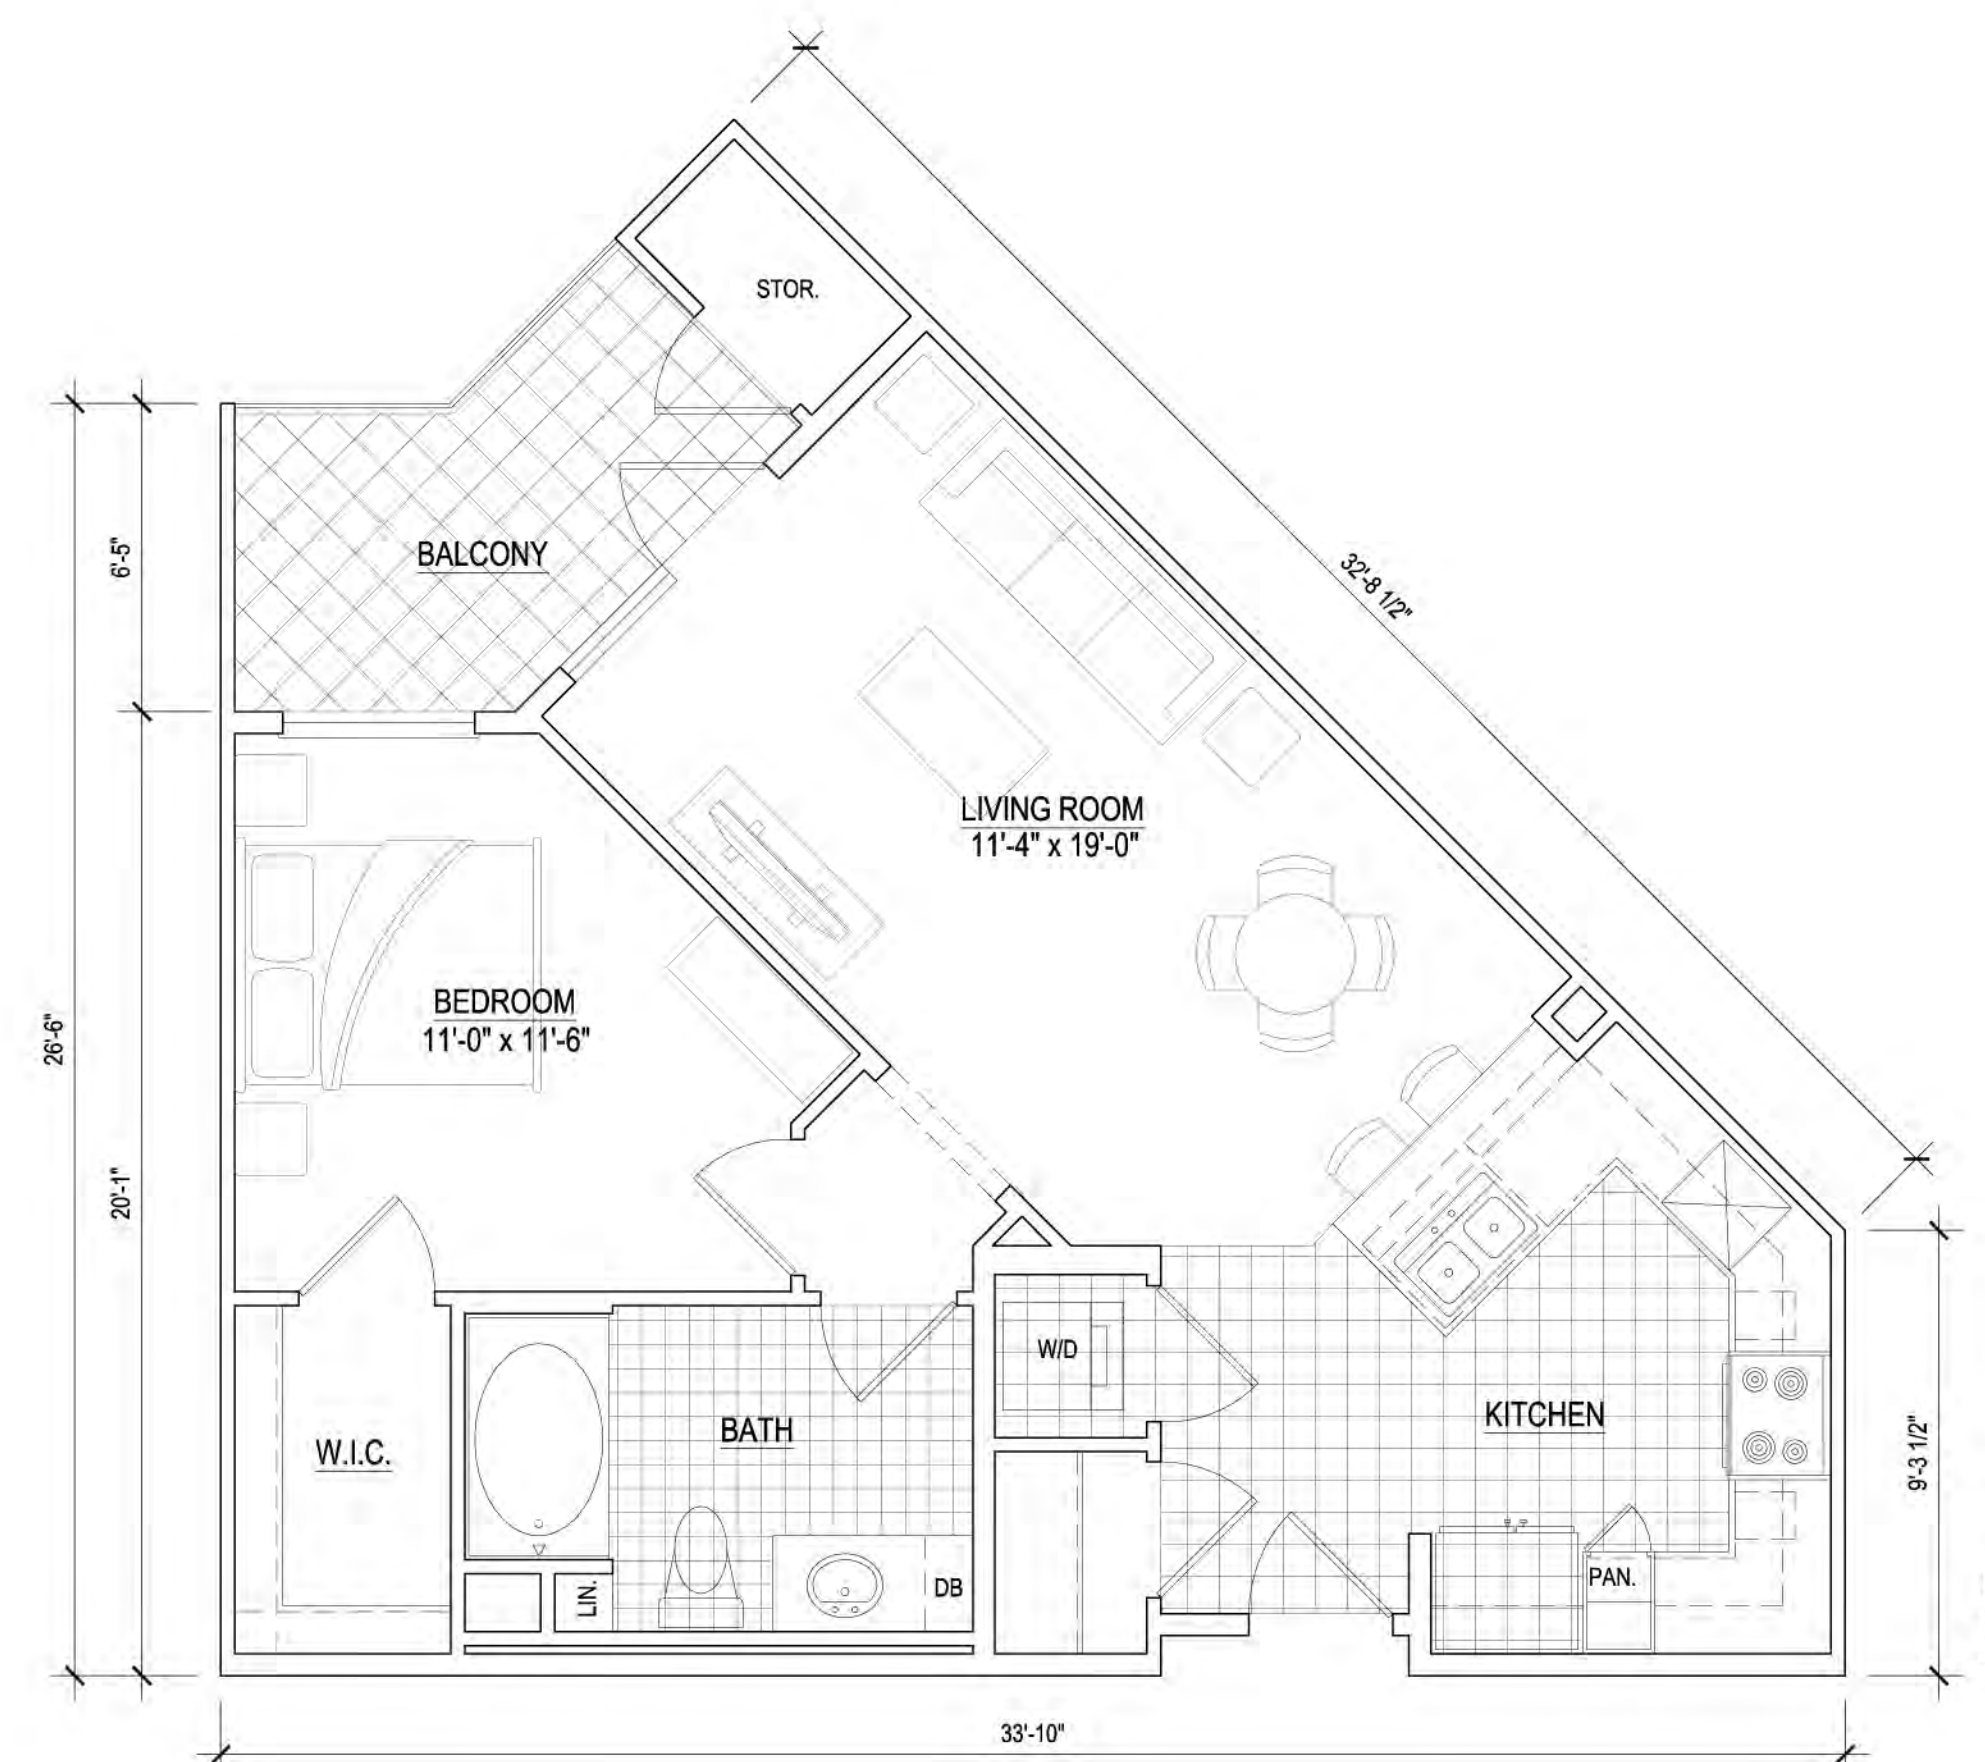 STOR.
6'-5"
BALCONY
32'-8 1/2"
LIVING ROOM
11'-4" x 19'-0"
26'-6"
BEDROOM
11'-0" x 11'-6"
20'-1"
W/D
KITCHEN
BATH
W.I.C.
9'-3 1/2"
LIN.
DB
PAN.
33'-10"